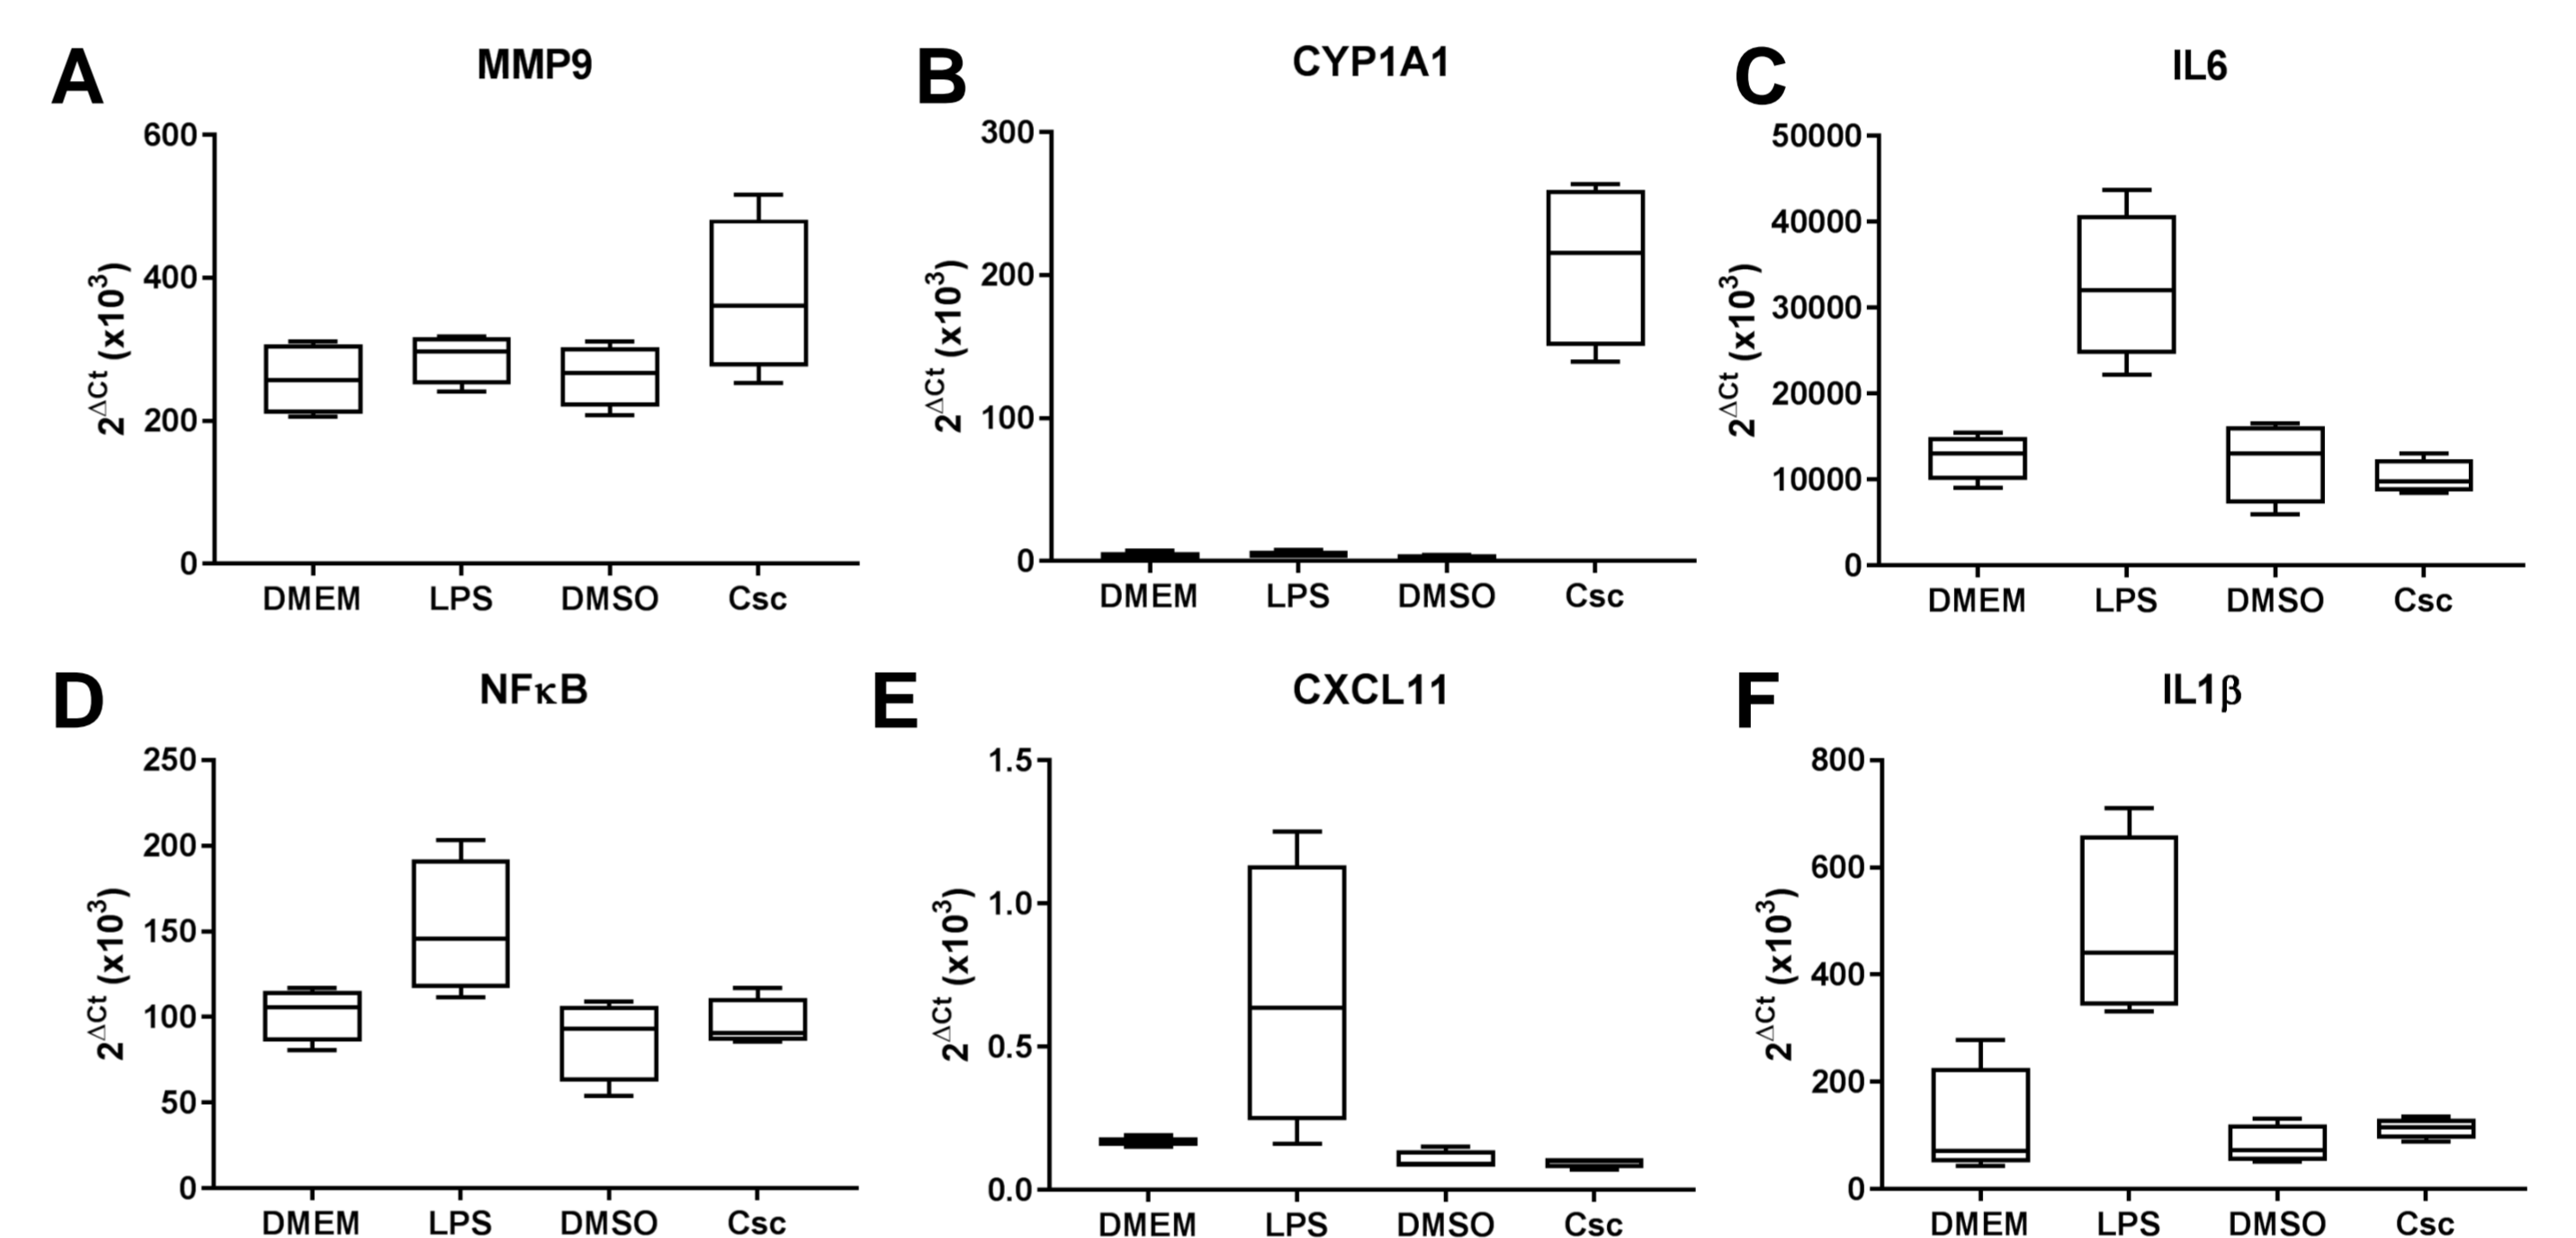 A MMP9
2^ΔCt (x10^3)
600
400
200
0
DMEM LPS DMSO Csc
B CYP1A1
2^ΔCt (x10^3)
300
200
100
0
DMEM LPS DMSO Csc
C IL6
2^ΔCt (x10^3)
50000
40000
30000
20000
10000
0
DMEM LPS DMSO Csc
D NFκB
2^ΔCt (x10^3)
250
200
150
100
50
0
DMEM LPS DMSO Csc
E CXCL11
2^ΔCt (x10^3)
1.5
1.0
0.5
0.0
DMEM LPS DMSO Csc
F IL1β
2^ΔCt (x10^3)
800
600
400
200
0
DMEM LPS DMSO Csc